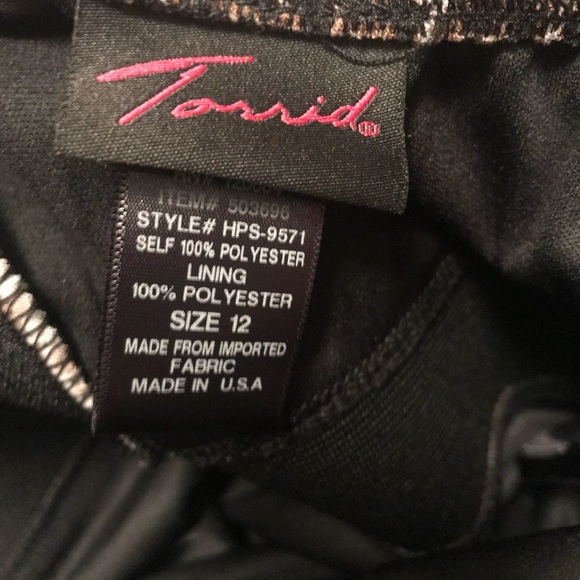 Torrid®
ITEM# 503696
STYLE# HPS-9571
SELF 100% POLYESTER
LINING
100% POLYESTER
SIZE 12
MADE FROM IMPORTED
FABRIC
MADE IN U.S.A